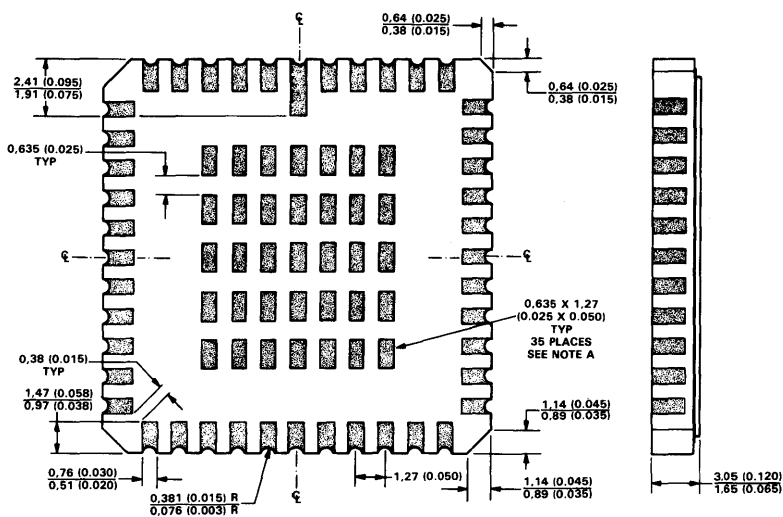 ℄
0,64 (0.025)
0,38 (0.015)
2,41 (0.095)
1,91 (0.075)
0,64 (0.025)
0,38 (0.015)
0,635 (0.025)
TYP
℄
℄
0,635 X 1,27
(0.025 X 0.050)
TYP
35 PLACES
SEE NOTE A
0,38 (0.015)
TYP
1,47 (0.058)
0,97 (0.038)
1,14 (0.045)
0,89 (0.035)
0,76 (0.030)
0,51 (0.020)
0,381 (0.015) R
0,076 (0.003) R
℄
1,27 (0.050)
1,14 (0.045)
0,89 (0.035)
3,05 (0.120)
1,65 (0.065)